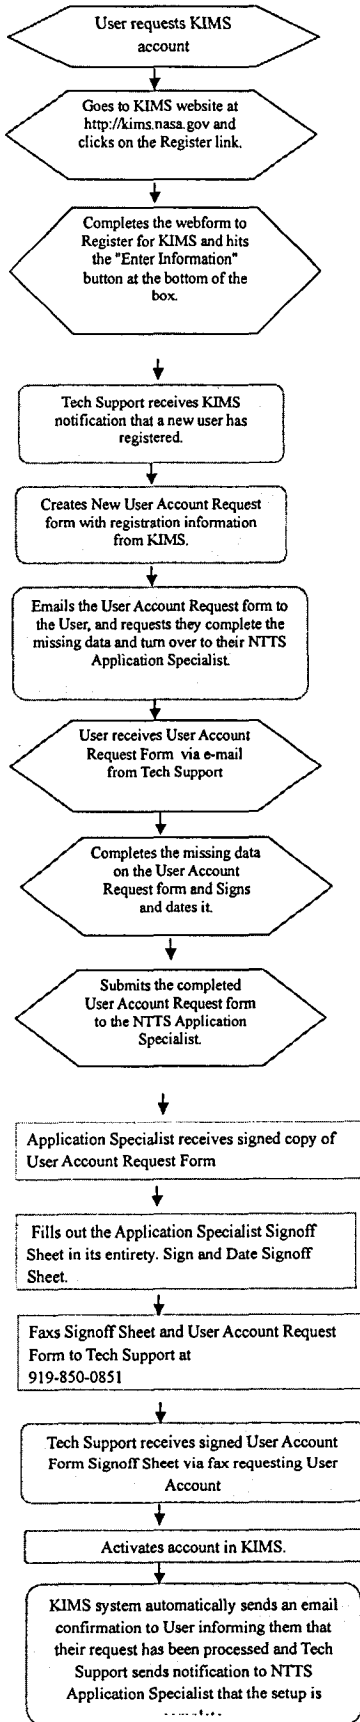 User requests KIMS
account
Goes to KIMS website at
http://kims.nasa.gov and
clicks on the Register link.
Completes the webform to
Register for KIMS and hits
the "Enter Information"
button at the bottom of the
box.
Tech Support receives KIMS
notification that a new user has
registered.
Creates New User Account Request
form with registration information
from KIMS.
Emails the User Account Request form to
the User, and requests they complete the
missing data and turn over to their NTTS
Application Specialist.
User receives User Account
Request Form via e-mail
from Tech Support
Completes the missing data
on the User Account
Request form and Signs
and dates it.
Submits the completed
User Account Request form
to the NTTS Application
Specialist.
Application Specialist receives signed copy of
User Account Request Form
Fills out the Application Specialist Signoff
Sheet in its entirety. Sign and Date Signoff
Sheet.
Faxs Signoff Sheet and User Account Request
Form to Tech Support at
919-850-0851
Tech Support receives signed User Account
Form Signoff Sheet via fax requesting User
Account
Activates account in KIMS.
KIMS system automatically sends an email
confirmation to User informing them that
their request has been processed and Tech
Support sends notification to NTTS
Application Specialist that the setup is